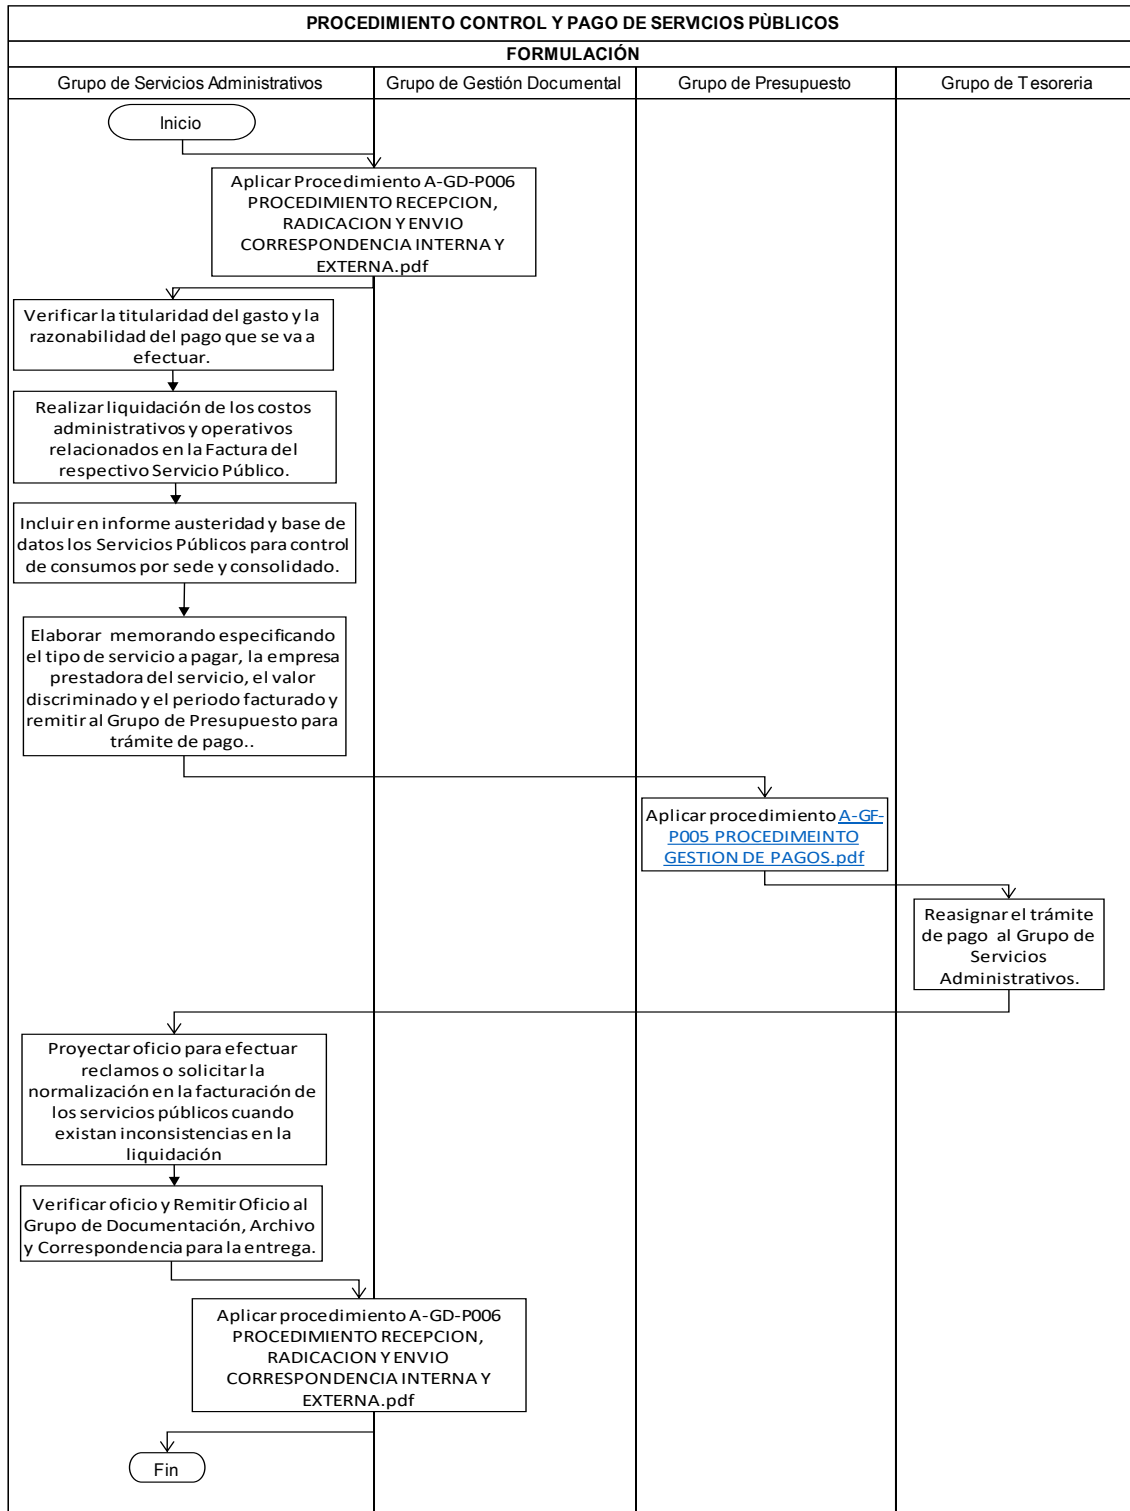 PROCEDIMIENTO CONTROL Y PAGO DE SERVICIOS PÙBLICOS
FORMULACIÓN
Grupo de Servicios Administrativos
Grupo de Gestión Documental
Grupo de Presupuesto
Grupo de Tesoreria
Inicio
Aplicar Procedimiento A-GD-P006
PROCEDIMIENTO RECEPCION,
RADICACION Y ENVIO
CORRESPONDENCIA INTERNA Y
EXTERNA.pdf
Verificar la titularidad del gasto y la
razonabilidad del pago que se va a
efectuar.
Realizar liquidación de los costos
administrativos y operativos
relacionados en la Factura del
respectivo Servicio Público.
Incluir en informe austeridad y base de
datos los Servicios Públicos para control
de consumos por sede y consolidado.
Elaborar memorando especificando
el tipo de servicio a pagar, la empresa
prestadora del servicio, el valor
discriminado y el periodo facturado y
remitir al Grupo de Presupuesto para
trámite de pago..
Aplicar procedimiento A-GF-
P005 PROCEDIMEINTO
GESTION DE PAGOS.pdf
Reasignar el trámite
de pago al Grupo de
Servicios
Administrativos.
Proyectar oficio para efectuar
reclamos o solicitar la
normalización en la facturación de
los servicios públicos cuando
existan inconsistencias en la
liquidación
Verificar oficio y Remitir Oficio al
Grupo de Documentación, Archivo
y Correspondencia para la entrega.
Aplicar procedimiento A-GD-P006
PROCEDIMIENTO RECEPCION,
RADICACION Y ENVIO
CORRESPONDENCIA INTERNA Y
EXTERNA.pdf
Fin